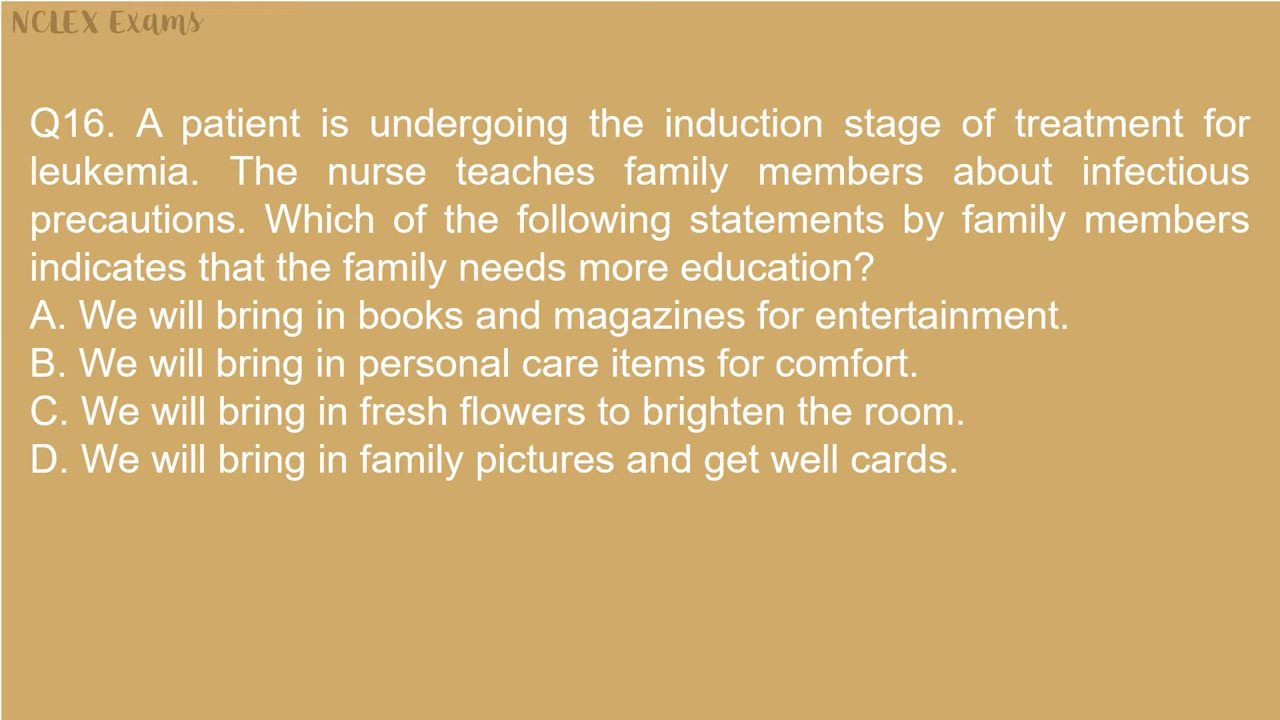 NCLEX Exams
Q16. A patient is undergoing the induction stage of treatment for
leukemia. The nurse teaches family members about infectious
precautions. Which of the following statements by family members
indicates that the family needs more education?
A. We will bring in books and magazines for entertainment.
B. We will bring in personal care items for comfort.
C. We will bring in fresh flowers to brighten the room.
D. We will bring in family pictures and get well cards.